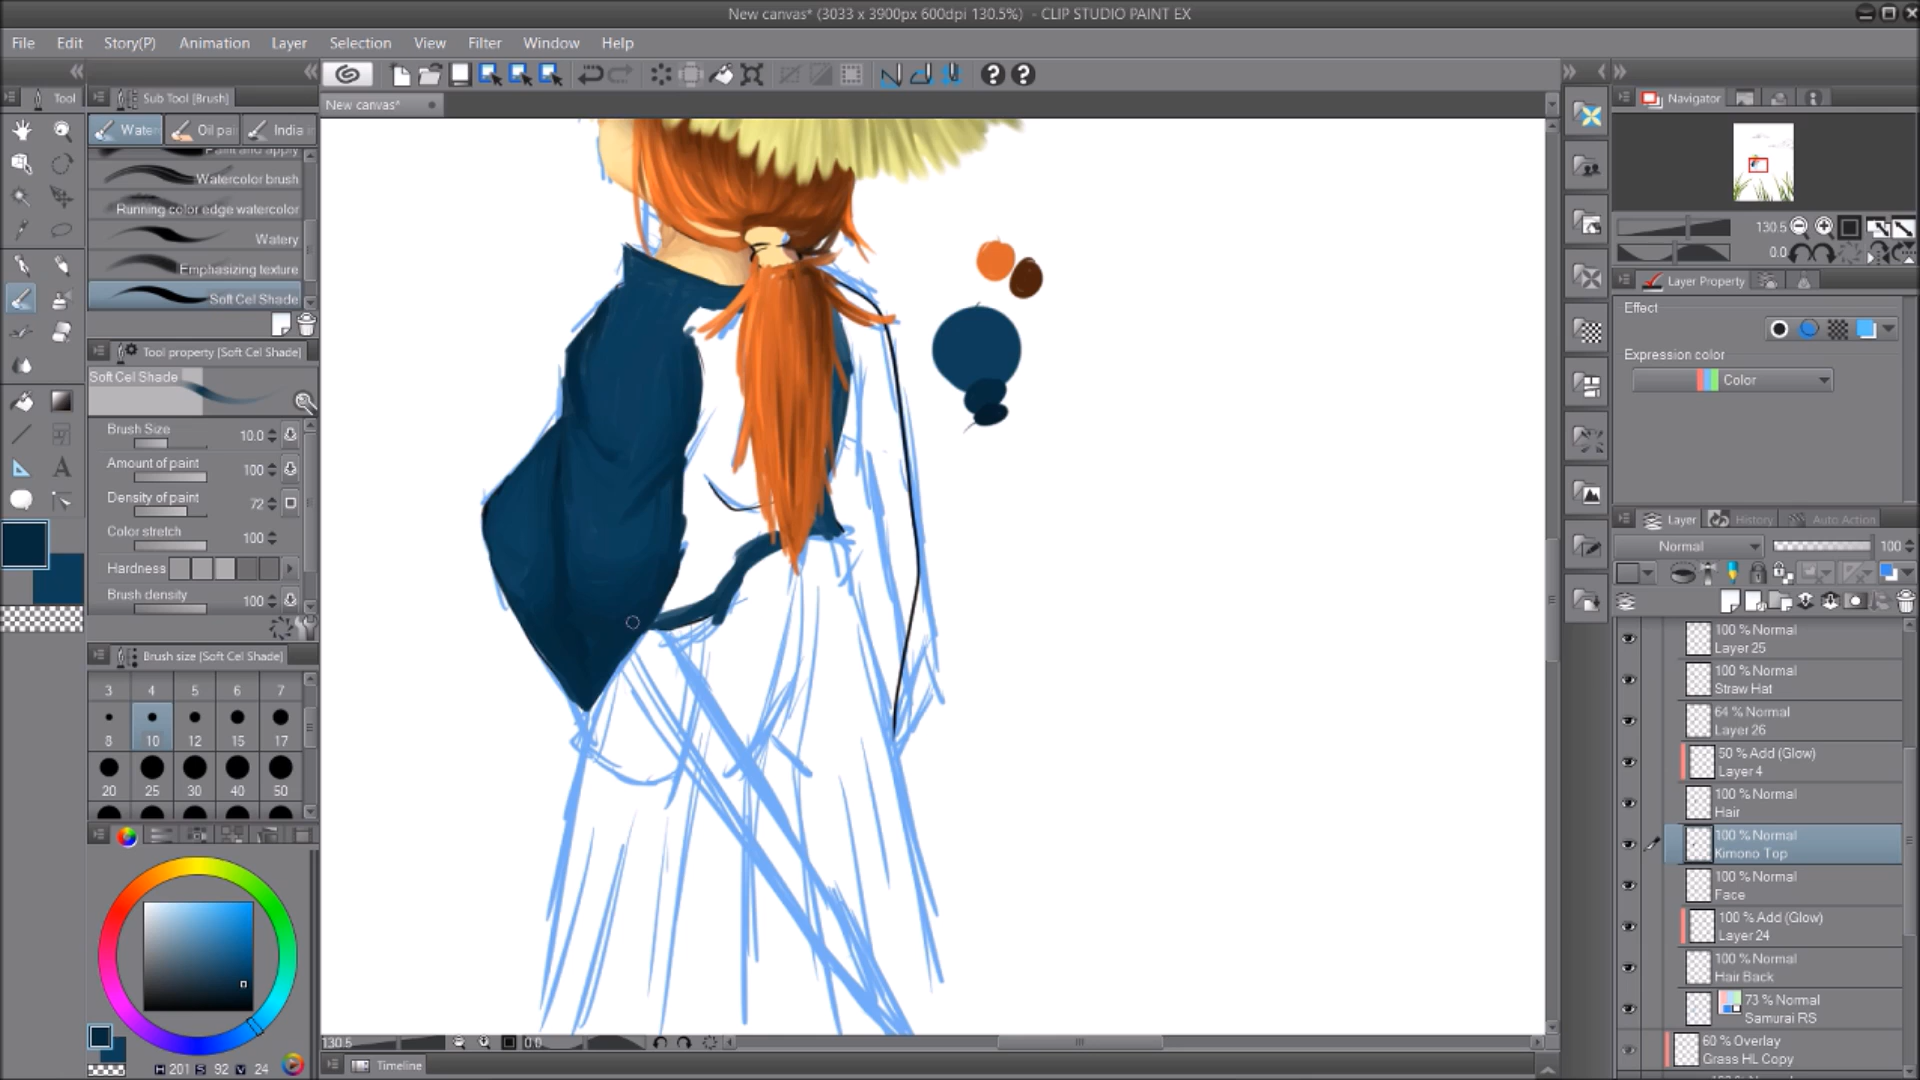 New canvas* (3033 x 3900px 600dpi 130.5%) - CLIP STUDIO PAINT EX
File Edit Story(P) Animation Layer Selection View Filter Window Help
Tool
Sub Tool [Brush]
New canvas*
Navigator
Water
Oil pai
India
Paint and apply
Watercolor brush
Running color edge watercolor
Watery
Emphasizing texture
Soft Cel Shade
Tool property [Soft Cel Shade]
Soft Cel Shade
Brush Size 10.0
Amount of paint 100
Density of paint 72
Color stretch 100
Hardness
Brush density 100
Brush size [Soft Cel Shade]
3 4 5 6 7
8 10 12 15 17
20 25 30 40 50
H 201 S 92 V 24
130.5 0.0
Timeline
130.5
0.0
Layer Property
Effect
Expression color
Color
Layer History Auto Action
Normal 100
100 % Normal
Layer 25
100 % Normal
Straw Hat
64 % Normal
Layer 26
50 % Add (Glow)
Layer 4
100 % Normal
Hair
100 % Normal
Kimono Top
100 % Normal
Face
100 % Add (Glow)
Layer 24
100 % Normal
Hair Back
73 % Normal
Samurai RS
60 % Overlay
Grass HL Copy